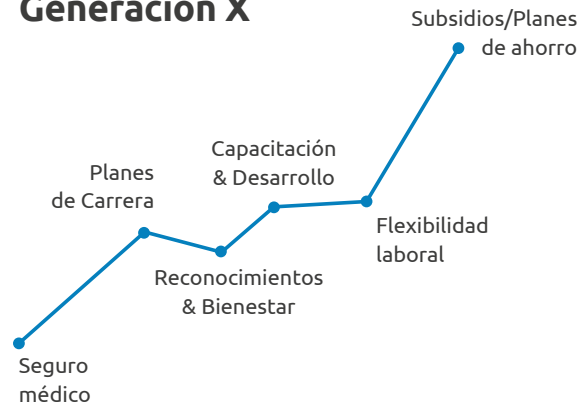 Generación X
Subsidios/Planes
de ahorro
Capacitación
& Desarrollo
Planes
de Carrera
Flexibilidad
laboral
Reconocimientos
& Bienestar
Seguro
médico